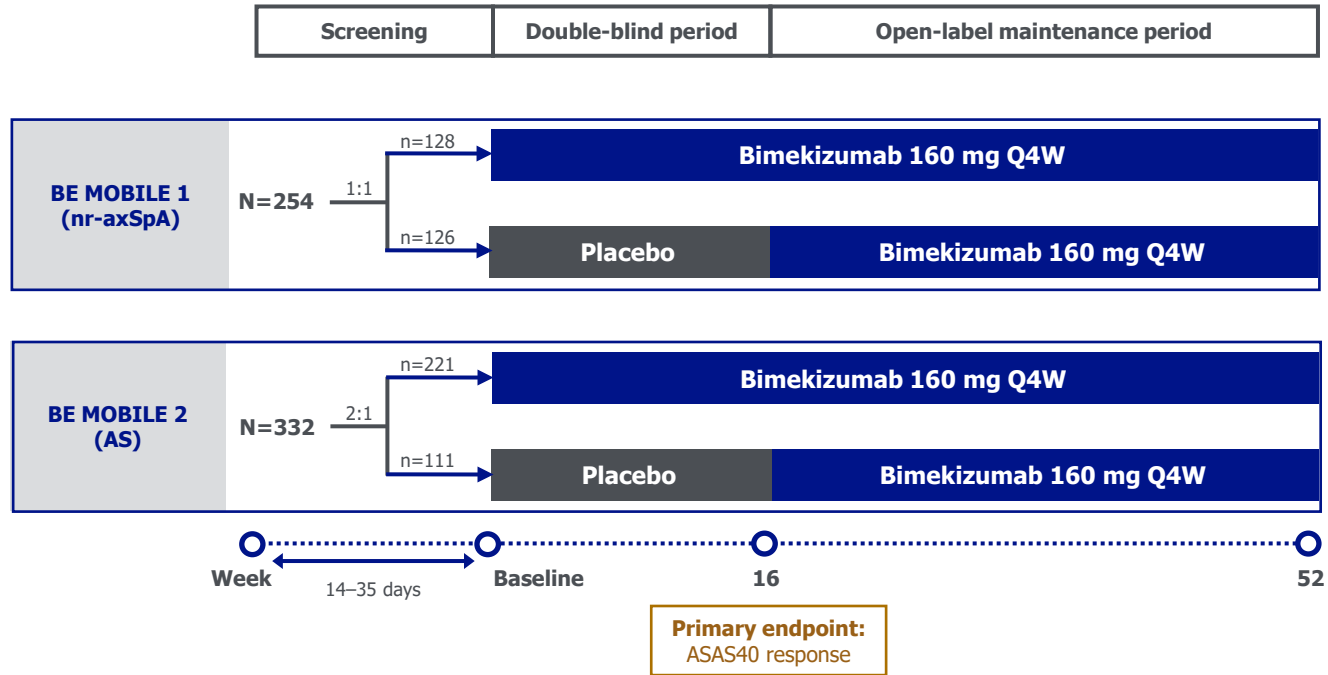 Screening
Double-blind period
Open-label maintenance period
BE MOBILE 1
(nr-axSpA)
N=254
1:1
n=128
Bimekizumab 160 mg Q4W
n=126
Placebo
Bimekizumab 160 mg Q4W
BE MOBILE 2
(AS)
N=332
2:1
n=221
Bimekizumab 160 mg Q4W
n=111
Placebo
Bimekizumab 160 mg Q4W
Week
14–35 days
Baseline
16
52
Primary endpoint:
ASAS40 response